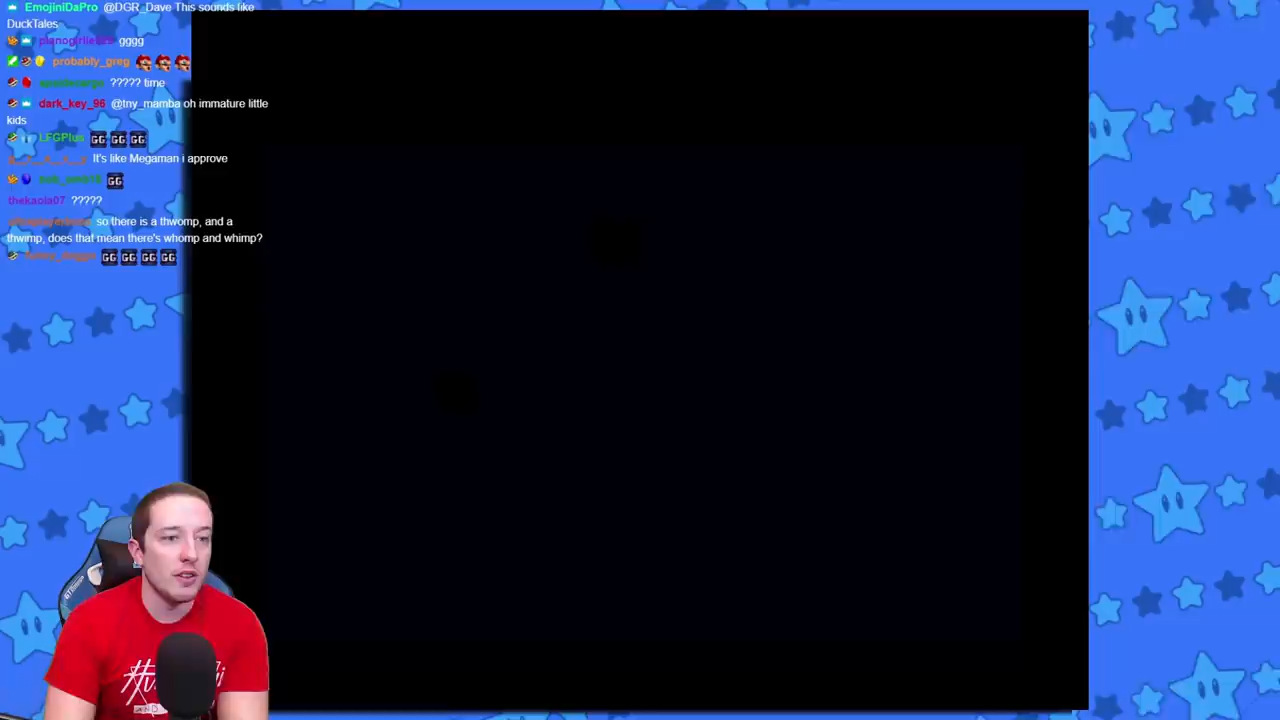 EmojiniDaPro @DGR_Dave This sounds like
DuckTales
gggg
probably_greg
????? time
dark_key_96 @tny_mamba oh immature little
kids
LFGPlus GG GG GG
It's like Megaman i approve
GG
thekaola07 ?????
so there is a thwomp, and a
thwimp, does that mean there's whomp and whimp?
GG GG GG GG